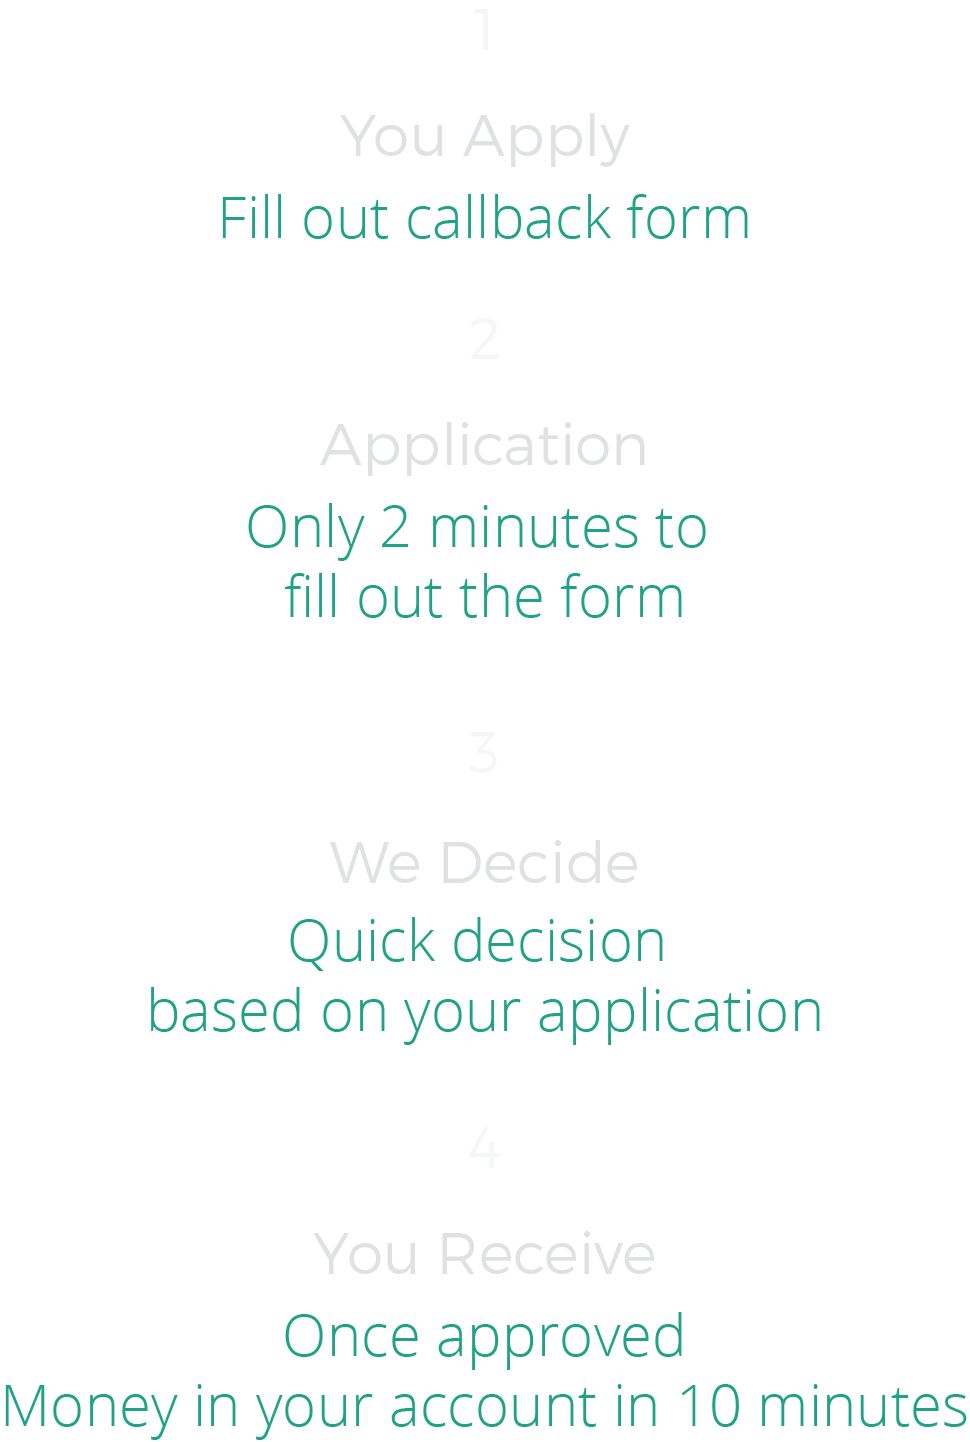 1
You Apply
Fill out callback form
2
Application
Only 2 minutes to
fill out the form
3
We Decide
Quick decision
based on your application
4
You Receive
Once approved
Money in your account in 10 minutes